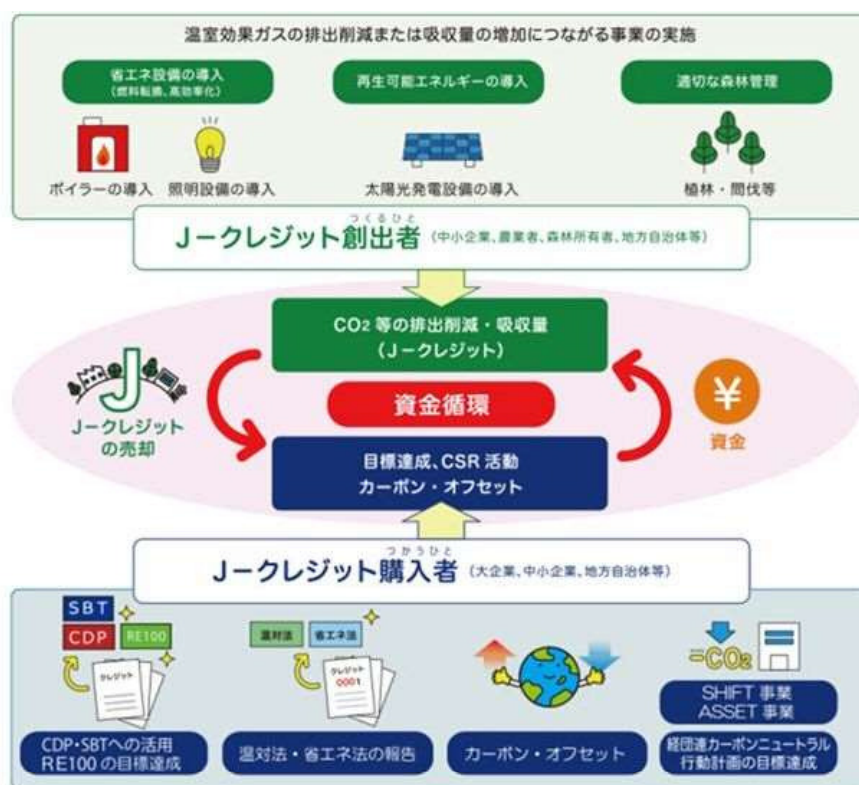 温室効果ガスの排出削減または吸収量の増加につながる事業の実施
省エネ設備の導入
(燃料転換、高効率化)
再生可能エネルギーの導入
適切な森林管理
ボイラーの導入
照明設備の導入
太陽光発電設備の導入
植林・間伐等
つくるひと
J－クレジット創出者（中小企業、農業者、森林所有者、地方自治体等）
CO2 等の排出削減・吸収量
（J－クレジット）
J
J－クレジット
の売却
資金循環
¥
資金
目標達成、CSR 活動
カーボン・オフセット
つかうひと
J－クレジット購入者（大企業、中小企業、地方自治体等）
SBT
CDP
RE100
クレジット
CDP・SBTへの活用
RE100 の目標達成
温対法
省エネ法
クレジット
0001
温対法・省エネ法の報告
カーボン・オフセット
-CO2
SHIFT 事業
ASSET 事業
経団連カーボンニュートラル
行動計画の目標達成